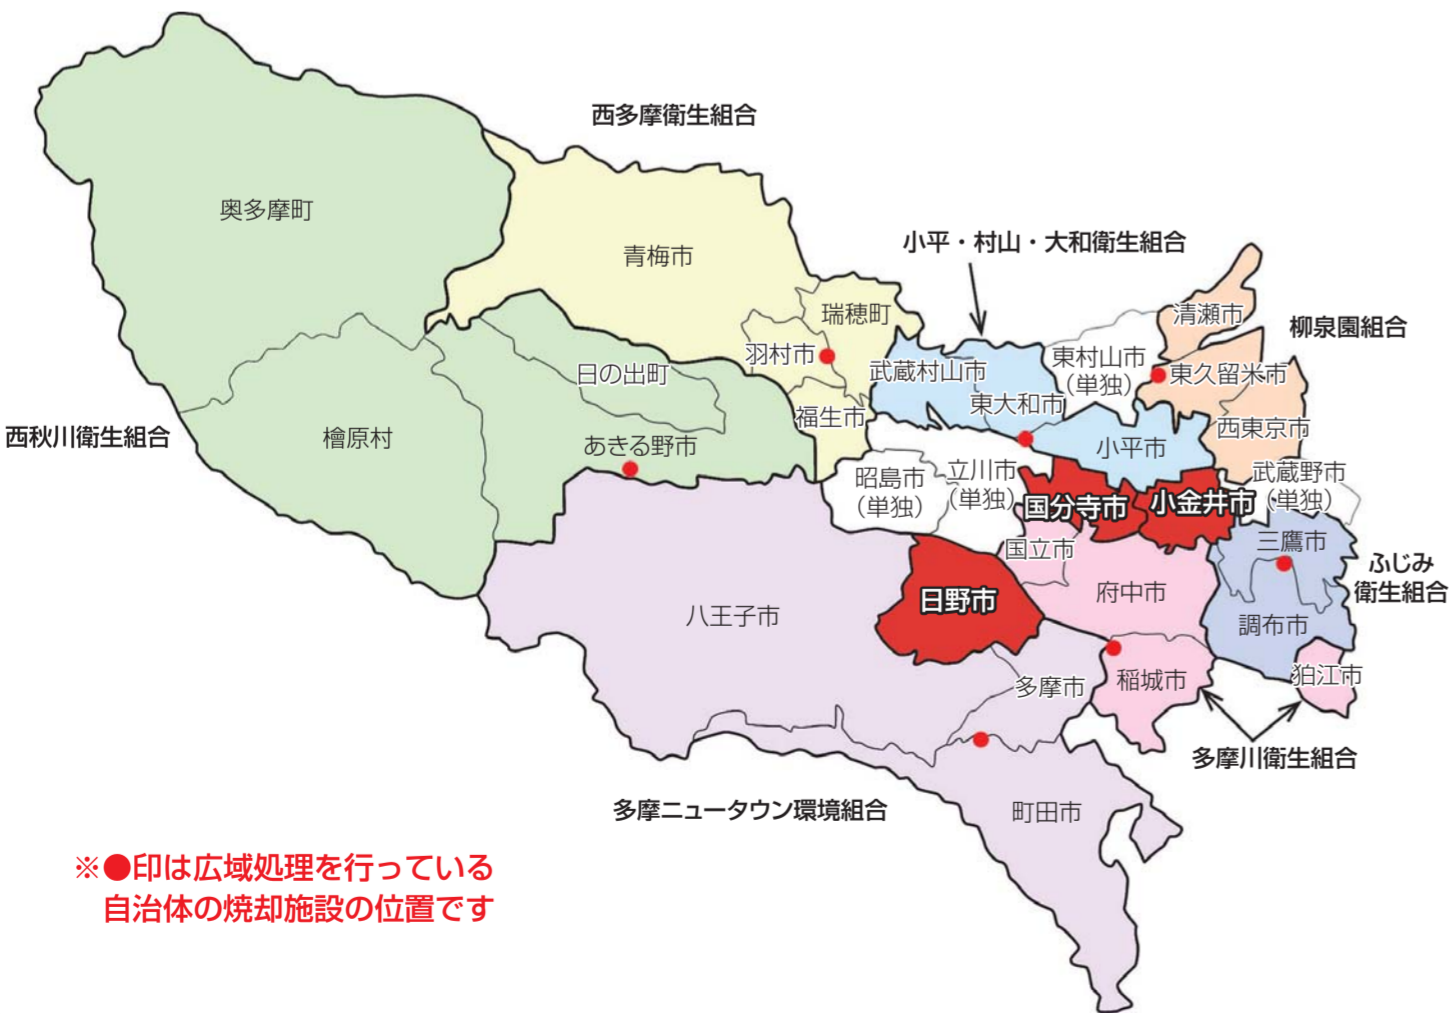 西多摩衛生組合
奥多摩町
青梅市
小平・村山・大和衛生組合
瑞穂町
清瀬市
柳泉園組合
羽村市
日の出町
武蔵村山市
東村山市
（単独）
東久留米市
東大和市
福生市
西東京市
西秋川衛生組合
檜原村
あきる野市
小平市
昭島市
（単独）
立川市
（単独）
武蔵野市
（単独）
国分寺市
小金井市
国立市
三鷹市
ふじみ
衛生組合
八王子市
日野市
府中市
調布市
多摩市
稲城市
狛江市
多摩川衛生組合
多摩ニュータウン環境組合
町田市
※●印は広域処理を行っている
自治体の焼却施設の位置です